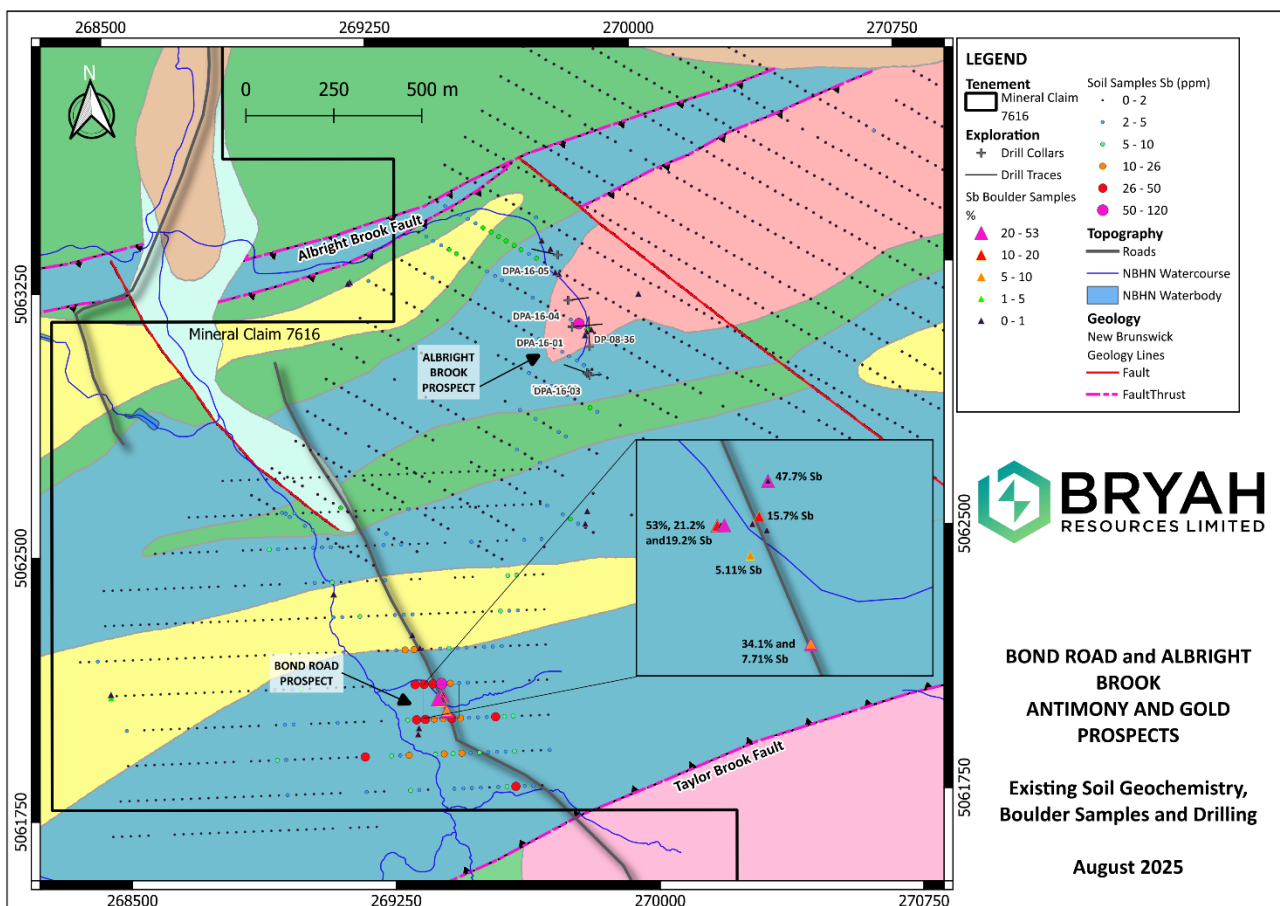 268500
269250
270000
270750
N
0
250
500 m
5063250
5062500
5061750
5062500
5061750
268500
269250
270000
270750
Albright Brook Fault
Mineral Claim 7616
ALBRIGHT
BROOK
PROSPECT
DPA-16-05
DPA-16-04
DPA-16-01
DP-08-36
DPA-16-03
BOND ROAD
PROSPECT
Taylor Brook Fault
47.7% Sb
15.7% Sb
53%, 21.2%
and19.2% Sb
5.11% Sb
34.1% and
7.71% Sb
LEGEND
Tenement
Mineral Claim
7616
Exploration
Drill Collars
Drill Traces
Sb Boulder Samples
%
20 - 53
10 - 20
5 - 10
1 - 5
0 - 1
Soil Samples Sb (ppm)
0 - 2
2 - 5
5 - 10
10 - 26
26 - 50
50 - 120
Topography
Roads
NBHN Watercourse
NBHN Waterbody
Geology
New Brunswick
Geology Lines
Fault
FaultThrust
BRYAH
RESOURCES LIMITED
BOND ROAD and ALBRIGHT
BROOK
ANTIMONY AND GOLD
PROSPECTS
Existing Soil Geochemistry,
Boulder Samples and Drilling
August 2025